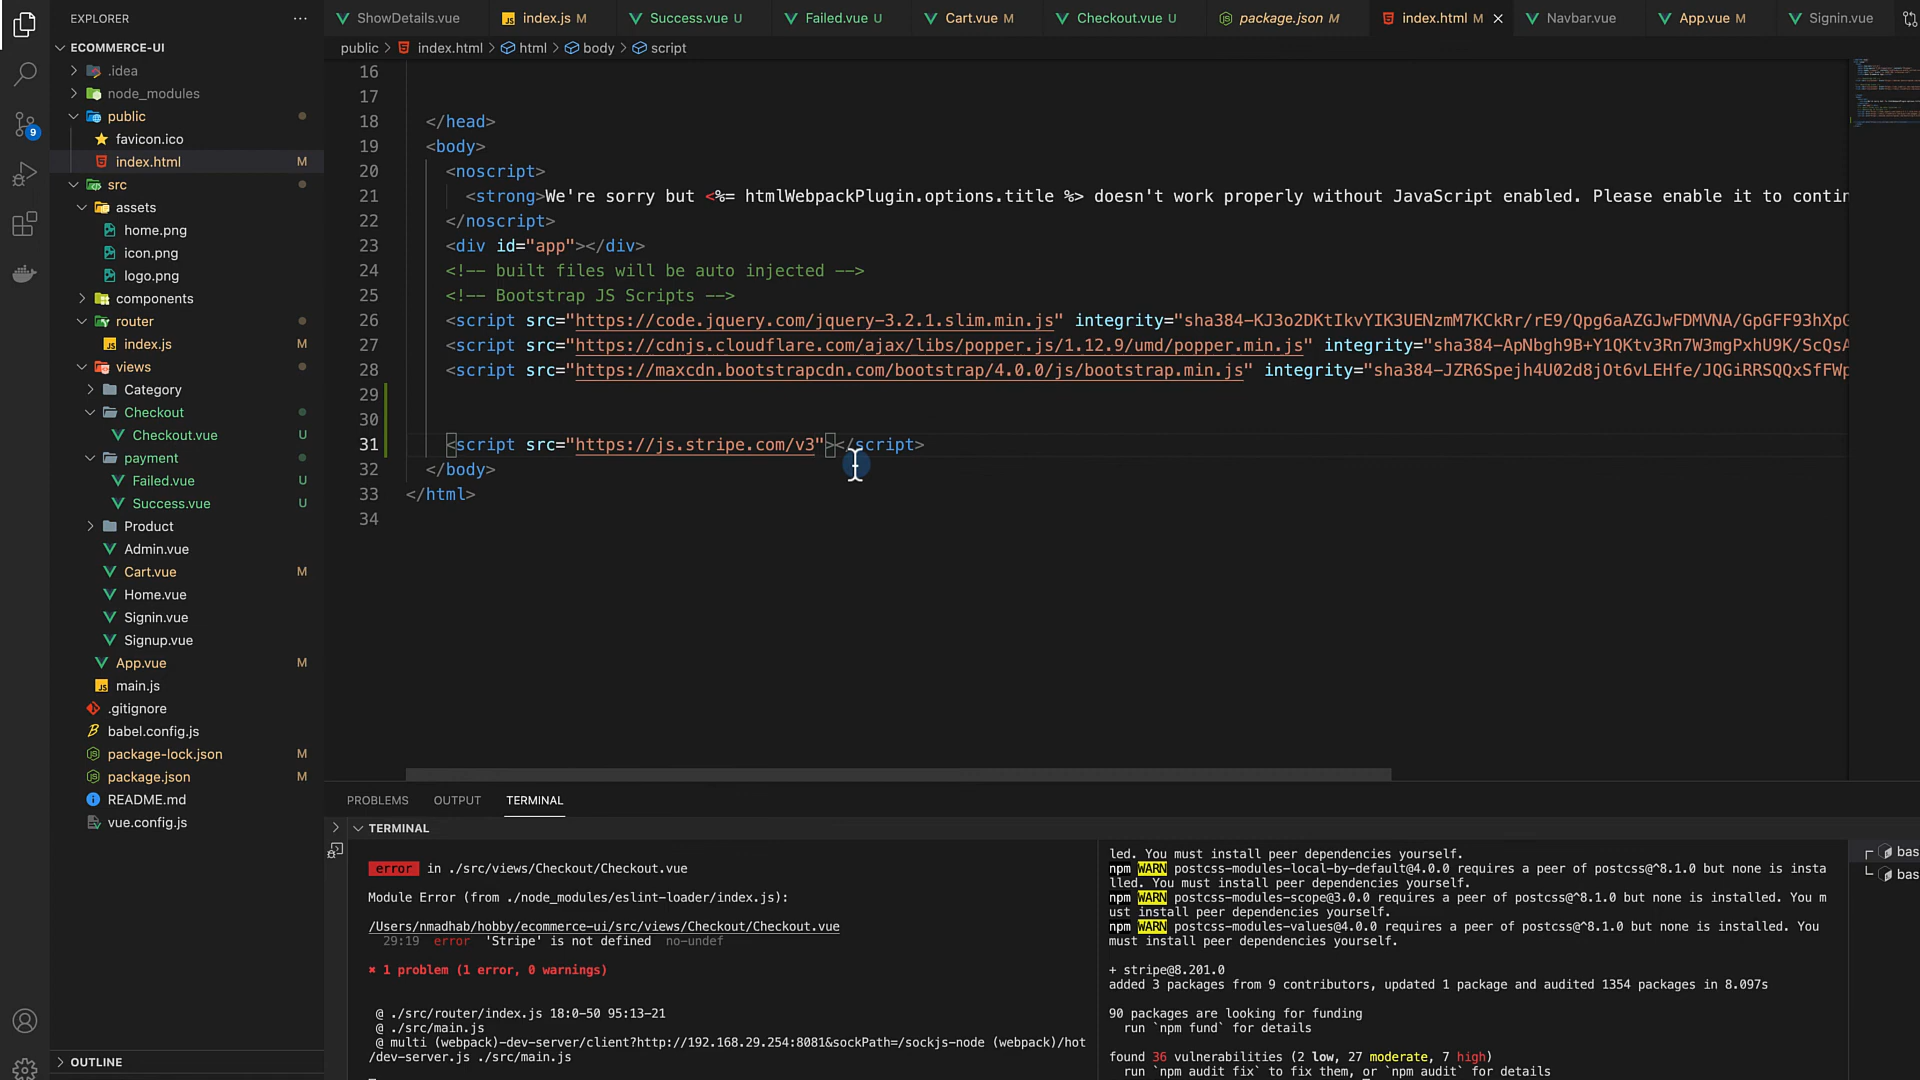 EXPLORER
ECOMMERCE-UI
.idea
node_modules
public
favicon.ico
index.html M
src
assets
home.png
icon.png
logo.png
components
router
index.js M
views
Category
Checkout
Checkout.vue U
payment
Failed.vue U
Success.vue U
Product
Admin.vue
Cart.vue M
Home.vue
Signin.vue
Signup.vue
App.vue M
main.js
.gitignore
babel.config.js
package-lock.json M
package.json M
README.md
vue.config.js
OUTLINE
9
ShowDetails.vue
index.js M
Success.vue U
Failed.vue U
Cart.vue M
Checkout.vue U
package.json M
index.html M
Navbar.vue
App.vue M
Signin.vue
public > index.html > html > body > script
16
17
18 </head>
19 <body>
20 <noscript>
21 <strong>We're sorry but <%= htmlWebpackPlugin.options.title %> doesn't work properly without JavaScript enabled. Please enable it to contin
22 </noscript>
23 <div id="app"></div>
24 <!-- built files will be auto injected -->
25 <!-- Bootstrap JS Scripts -->
26 <script src="https://code.jquery.com/jquery-3.2.1.slim.min.js" integrity="sha384-KJ3o2DKtIkvYIK3UENzmM7KCkRr/rE9/Qpg6aAZGJwFDMVNA/GpGFF93hXpG
27 <script src="https://cdnjs.cloudflare.com/ajax/libs/popper.js/1.12.9/umd/popper.min.js" integrity="sha384-ApNbgh9B+Y1QKtv3Rn7W3mgPxhU9K/ScQsA
28 <script src="https://maxcdn.bootstrapcdn.com/bootstrap/4.0.0/js/bootstrap.min.js" integrity="sha384-JZR6Spejh4U02d8jOt6vLEHfe/JQGiRRSQQxSfFWp
29
30
31 <script src="https://js.stripe.com/v3"></script>
32 </body>
33 </html>
34
PROBLEMS OUTPUT TERMINAL
TERMINAL
error in ./src/views/Checkout/Checkout.vue
Module Error (from ./node_modules/eslint-loader/index.js):
/Users/nmadhab/hobby/ecommerce-ui/src/views/Checkout/Checkout.vue
29:19 error 'Stripe' is not defined no-undef
✖ 1 problem (1 error, 0 warnings)
@ ./src/router/index.js 18:0-50 95:13-21
@ ./src/main.js
@ multi (webpack)-dev-server/client?http://192.168.29.254:8081&sockPath=/sockjs-node (webpack)/hot
/dev-server.js ./src/main.js
led. You must install peer dependencies yourself.
npm WARN postcss-modules-local-by-default@4.0.0 requires a peer of postcss@^8.1.0 but none is insta
lled. You must install peer dependencies yourself.
npm WARN postcss-modules-scope@3.0.0 requires a peer of postcss@^8.1.0 but none is installed. You m
ust install peer dependencies yourself.
npm WARN postcss-modules-values@4.0.0 requires a peer of postcss@^8.1.0 but none is installed. You
must install peer dependencies yourself.
+ stripe@8.201.0
added 3 packages from 9 contributors, updated 1 package and audited 1354 packages in 8.097s
90 packages are looking for funding
run `npm fund` for details
found 36 vulnerabilities (2 low, 27 moderate, 7 high)
run `npm audit fix` to fix them, or `npm audit` for details
bas
bas